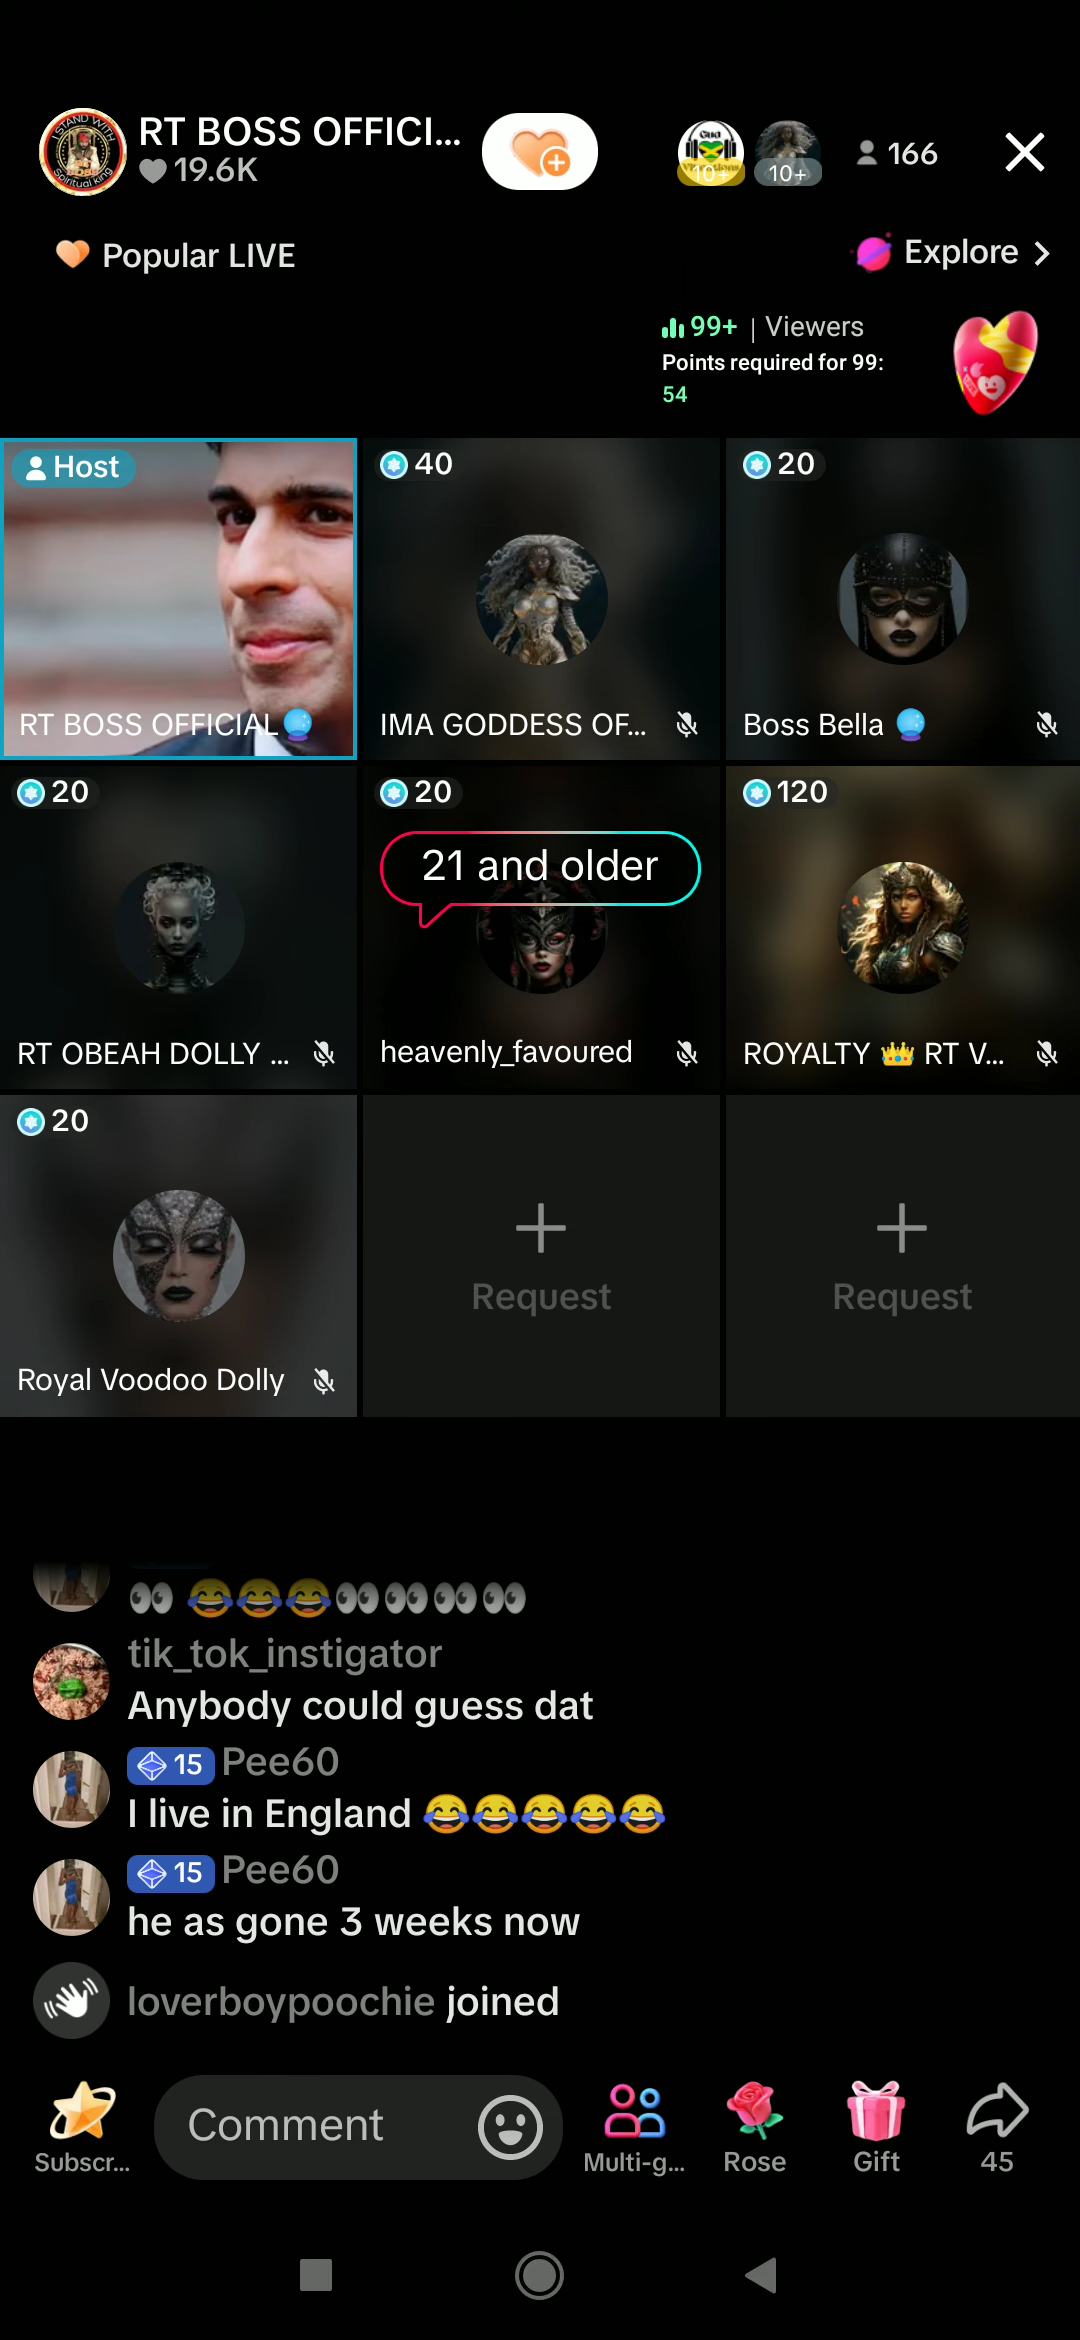 RT BOSS OFFICI...
19.6K
10+
10+
166
Popular LIVE
Explore
99+ | Viewers
Points required for 99:
54
Host
RT BOSS OFFICIAL
40
IMA GODDESS OF...
20
Boss Bella
20
RT OBEAH DOLLY ...
20
21 and older
heavenly_favoured
120
ROYALTY 👑 RT V...
20
Royal Voodoo Dolly
Request
Request
👀 😂😂😂👀👀👀👀
tik_tok_instigator
Anybody could guess dat
15 Pee60
I live in England 😂😂😂😂😂
15 Pee60
he as gone 3 weeks now
loverboypoochie joined
Subscr...
Comment
Multi-g...
Rose
Gift
45